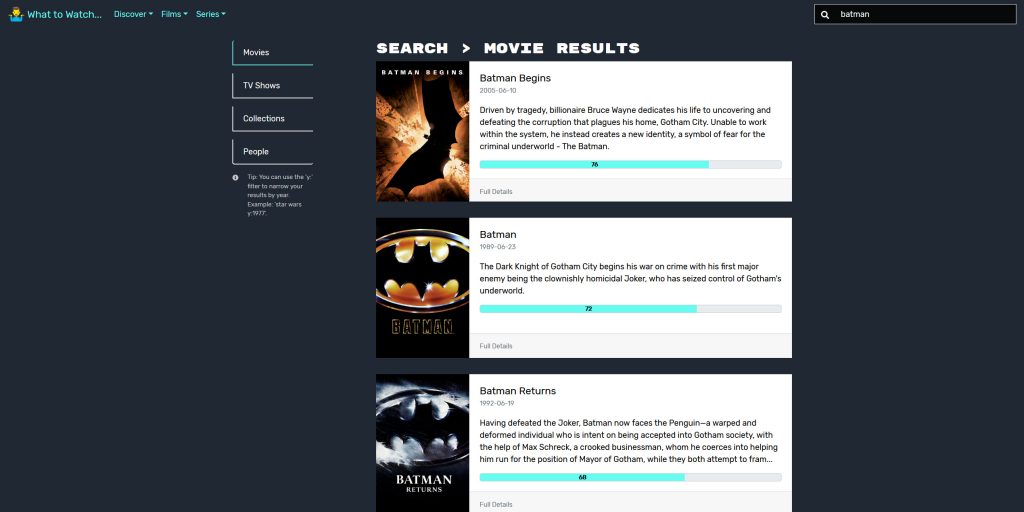 What to Watch...
Discover
Films
Series
batman
Movies
TV Shows
Collections
People
Tip: You can use the 'y:'
filter to narrow your
results by year.
Example: 'star wars
y:1977'.
SEARCH > MOVIE RESULTS
BATMAN BEGINS
Batman Begins
2005-06-10
Driven by tragedy, billionaire Bruce Wayne dedicates his life to uncovering and
defeating the corruption that plagues his home, Gotham City. Unable to work
within the system, he instead creates a new identity, a symbol of fear for the
criminal underworld - The Batman.
76
Full Details
BATMAN
Batman
1989-06-23
The Dark Knight of Gotham City begins his war on crime with his first major
enemy being the clownishly homicidal Joker, who has seized control of Gotham's
underworld.
72
Full Details
BATMAN
RETURNS
Batman Returns
1992-06-19
Having defeated the Joker, Batman now faces the Penguin—a warped and
deformed individual who is intent on being accepted into Gotham society, with
the help of Max Schreck, a crooked businessman, whom he coerces into helping
him run for the position of Mayor of Gotham, while they both attempt to fram...
68
Full Details